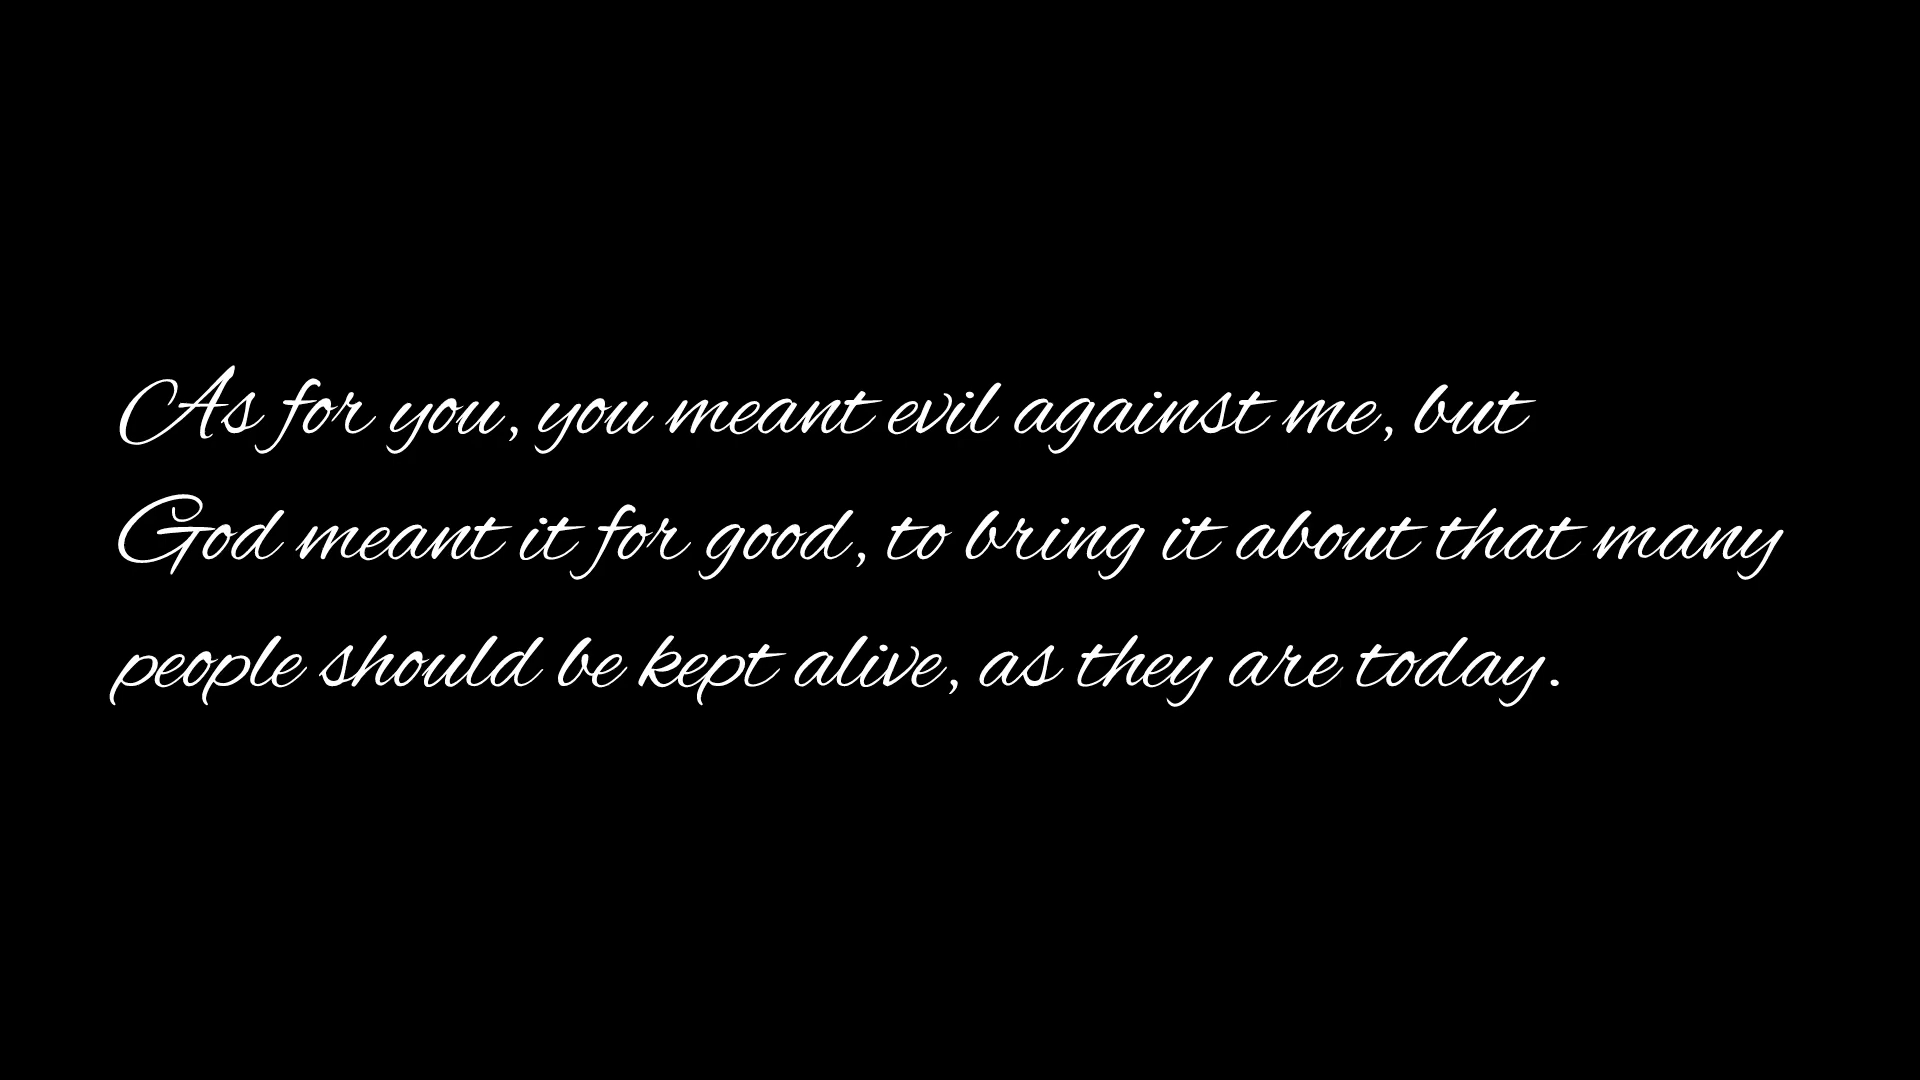 As for you, you meant evil against me, but
God meant it for good, to bring it about that many
people should be kept alive, as they are today.